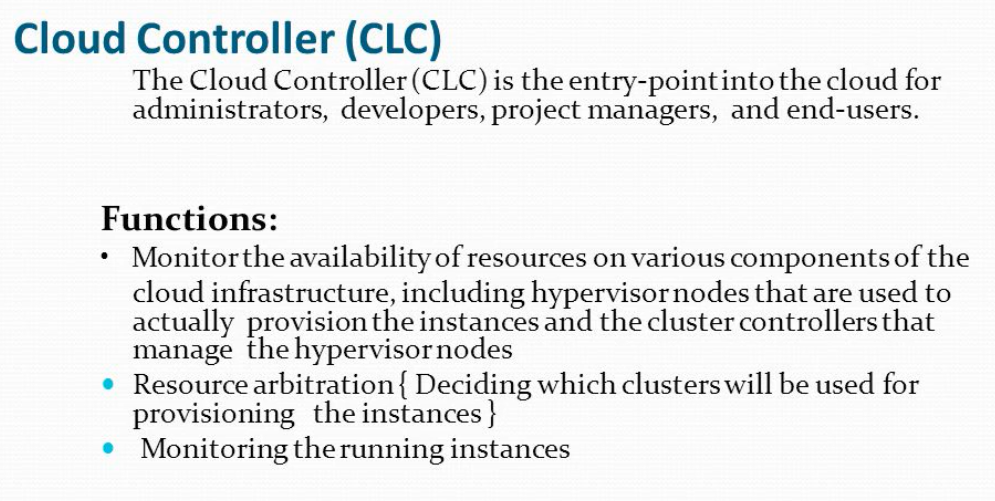 Cloud Controller (CLC)
The Cloud Controller (CLC) is the entry-point into the cloud for
administrators, developers, project managers, and end-users.
Functions:
• Monitor the availability of resources on various components of the
cloud infrastructure, including hypervisor nodes that are used to
actually provision the instances and the cluster controllers that
manage the hypervisor nodes
• Resource arbitration { Deciding which clusters will be used for
provisioning the instances }
• Monitoring the running instances